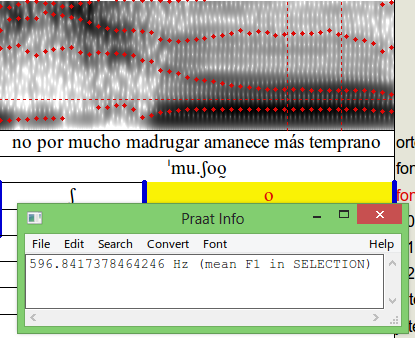 no por mucho madrugar amanece más temprano
ˈmu.ʃoo̯
ʃ o
Praat Info
File Edit Search Convert Font Help
596.8417378464246 Hz (mean F1 in SELECTION)